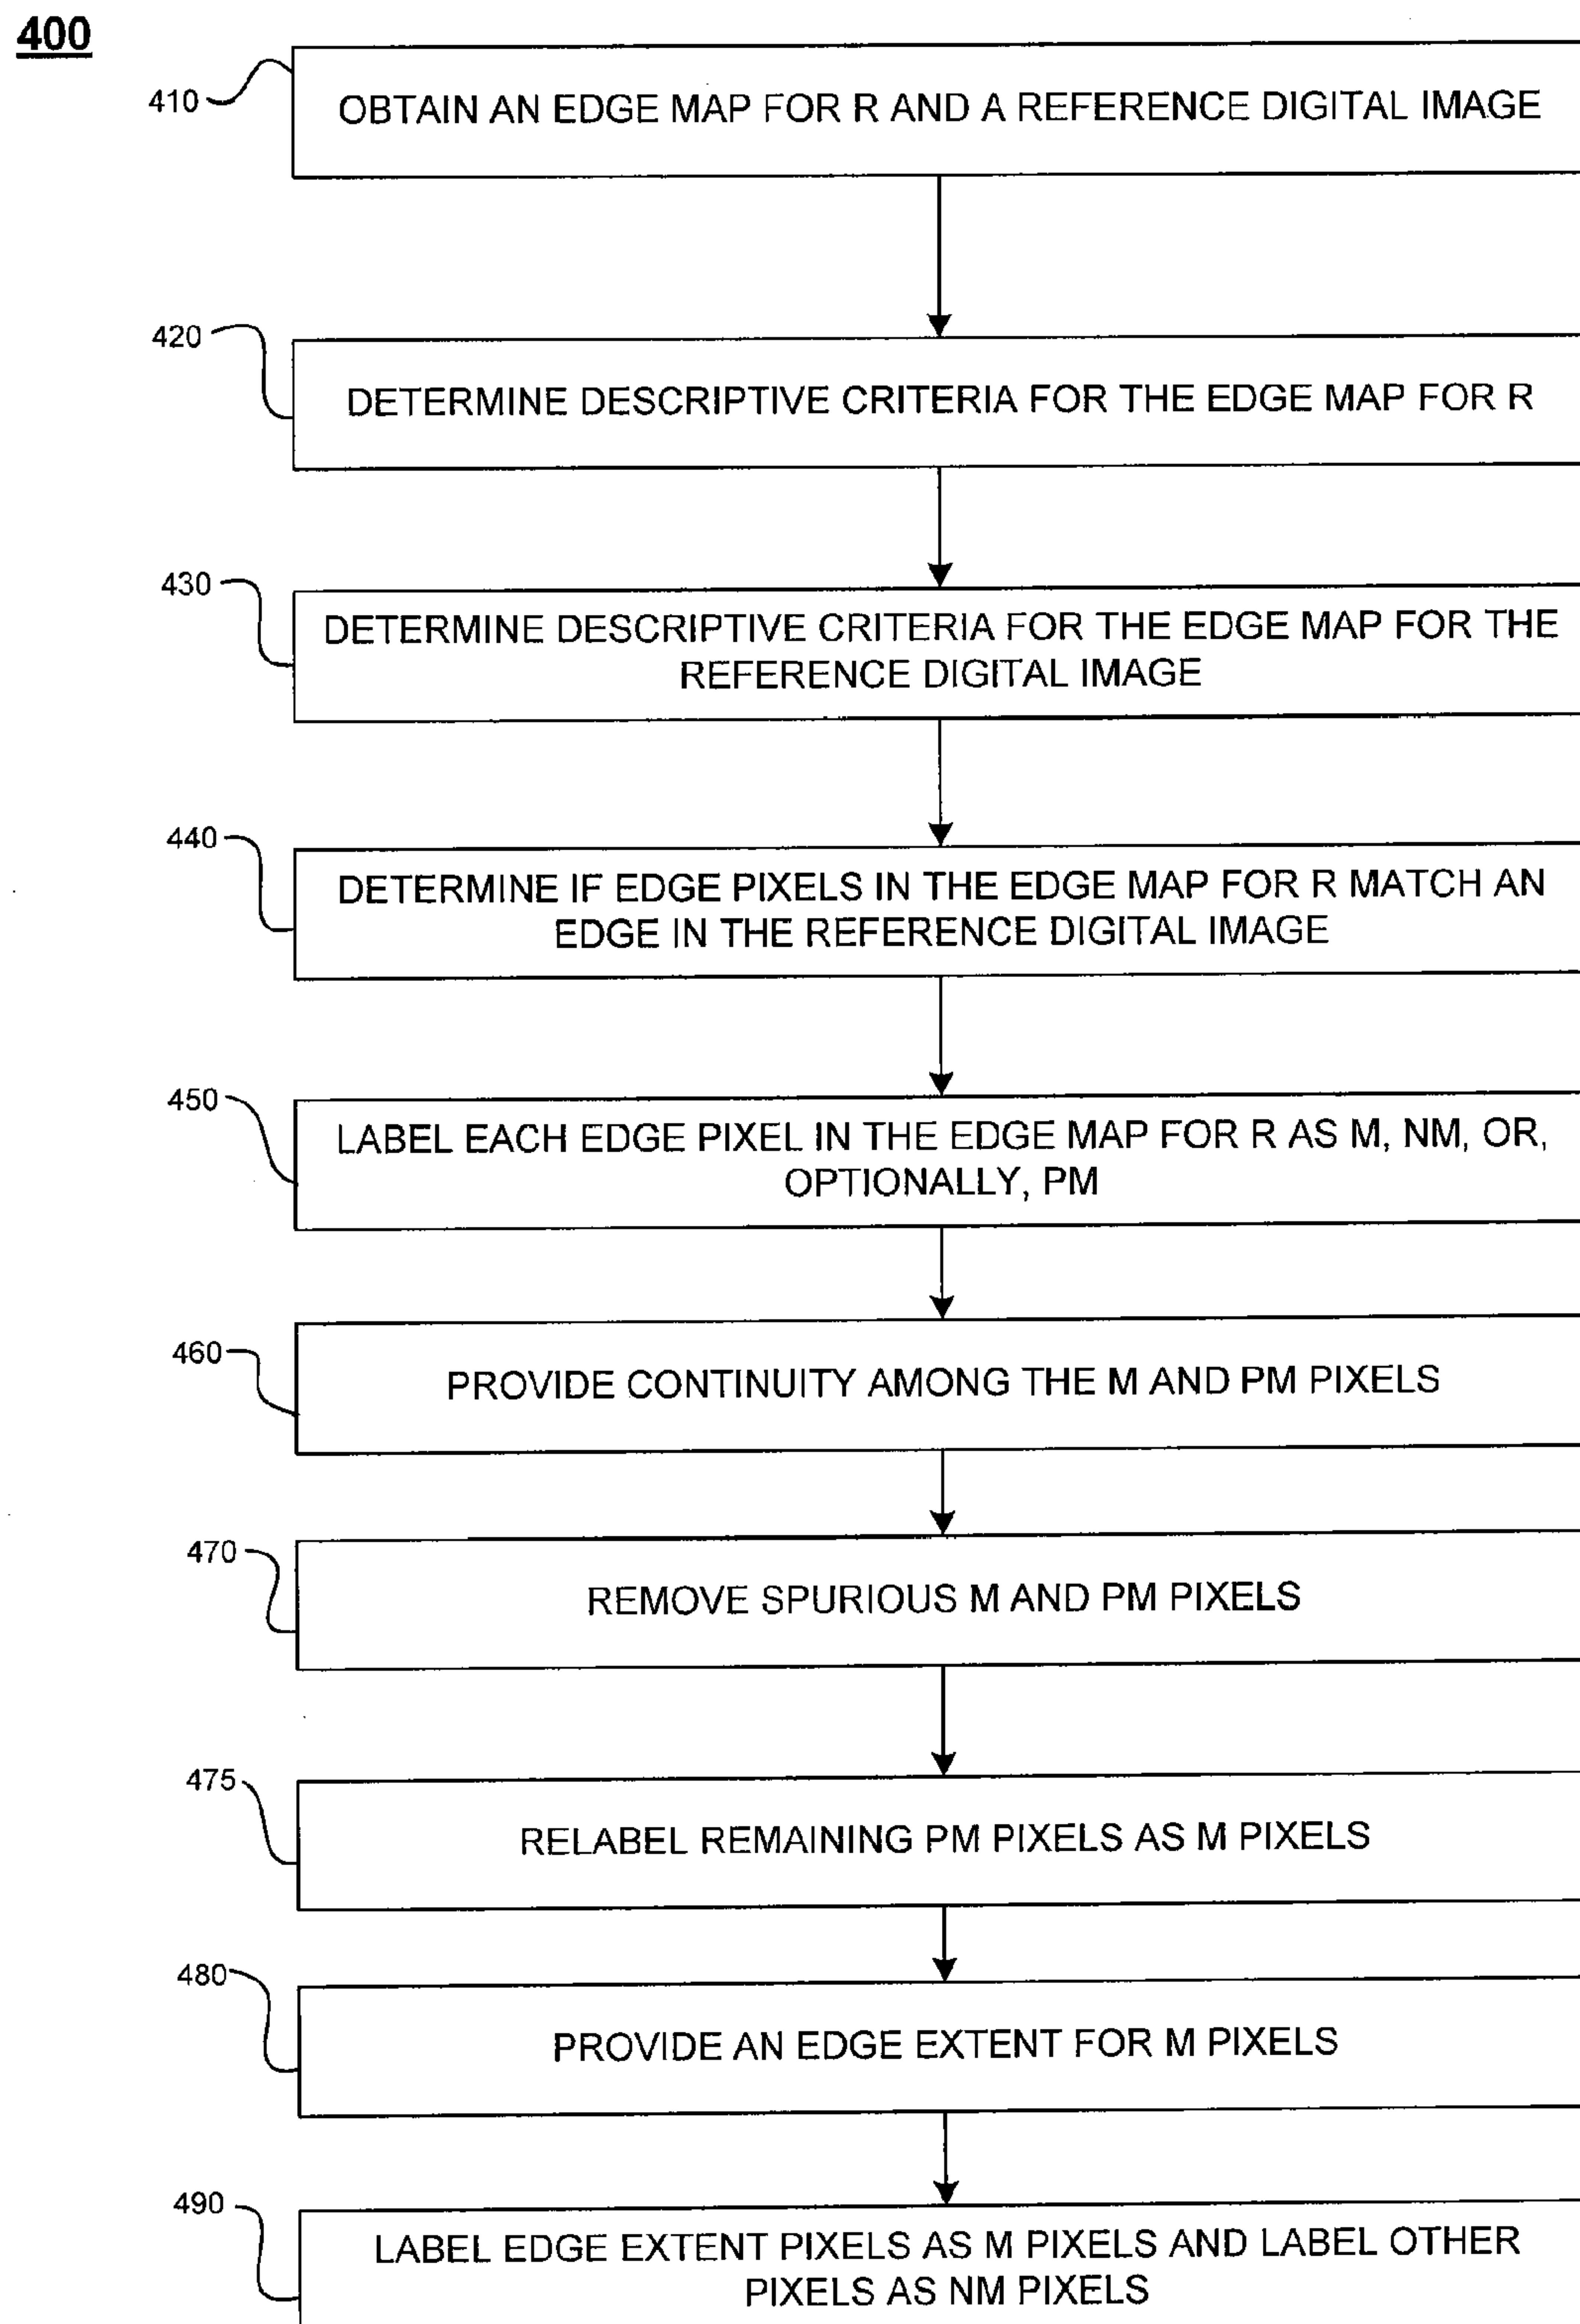 400
410
OBTAIN AN EDGE MAP FOR R AND A REFERENCE DIGITAL IMAGE
420
DETERMINE DESCRIPTIVE CRITERIA FOR THE EDGE MAP FOR R
430
DETERMINE DESCRIPTIVE CRITERIA FOR THE EDGE MAP FOR THE
REFERENCE DIGITAL IMAGE
440
DETERMINE IF EDGE PIXELS IN THE EDGE MAP FOR R MATCH AN
EDGE IN THE REFERENCE DIGITAL IMAGE
450
LABEL EACH EDGE PIXEL IN THE EDGE MAP FOR R AS M, NM, OR,
OPTIONALLY, PM
460
PROVIDE CONTINUITY AMONG THE M AND PM PIXELS
470
REMOVE SPURIOUS M AND PM PIXELS
475
RELABEL REMAINING PM PIXELS AS M PIXELS
480
PROVIDE AN EDGE EXTENT FOR M PIXELS
490
LABEL EDGE EXTENT PIXELS AS M PIXELS AND LABEL OTHER
PIXELS AS NM PIXELS